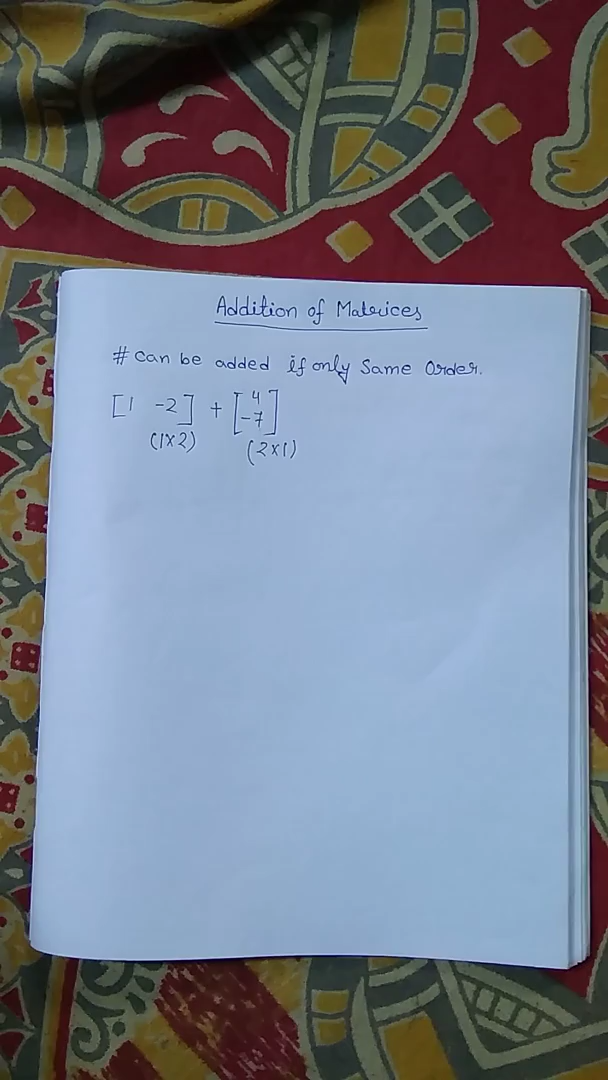 Addition of Matrices
# Can be added if only Same Order.
[1 -2] + [4
-7]
(1x2) (2x1)